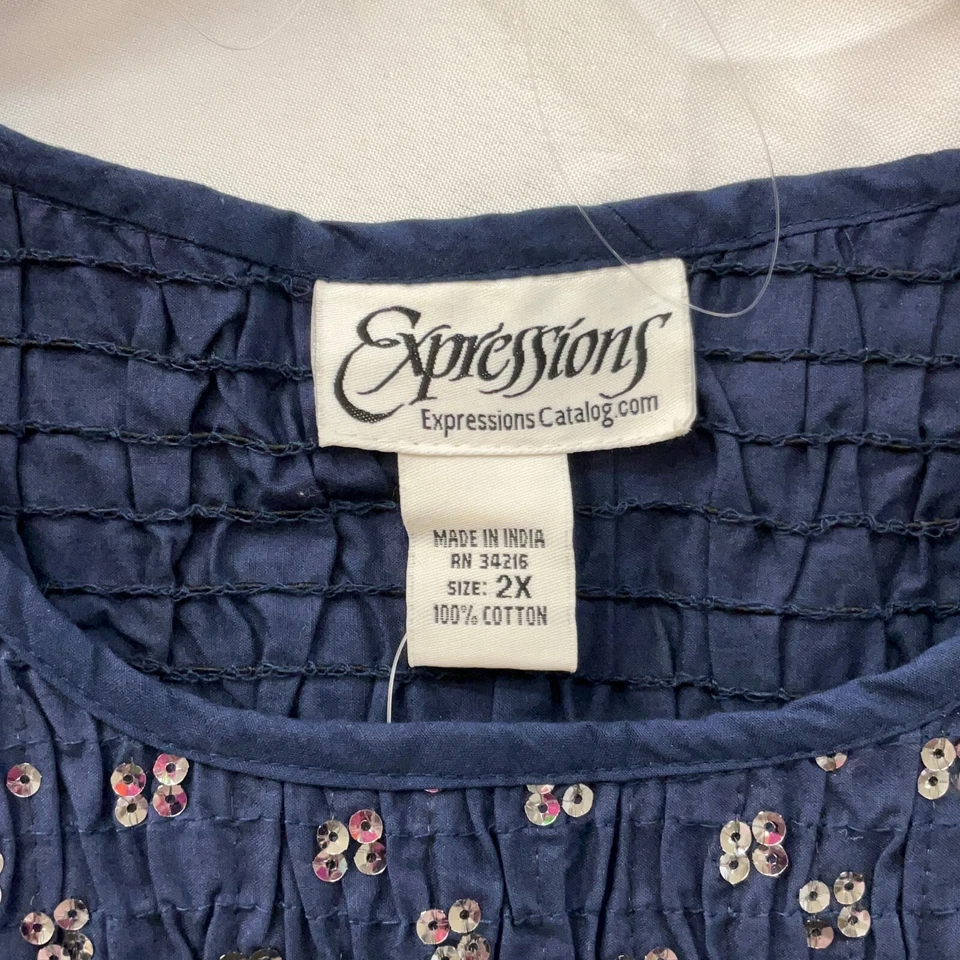 Expressions
ExpressionsCatalog.com
MADE IN INDIA
RN 34216
SIZE: 2X
100% COTTON